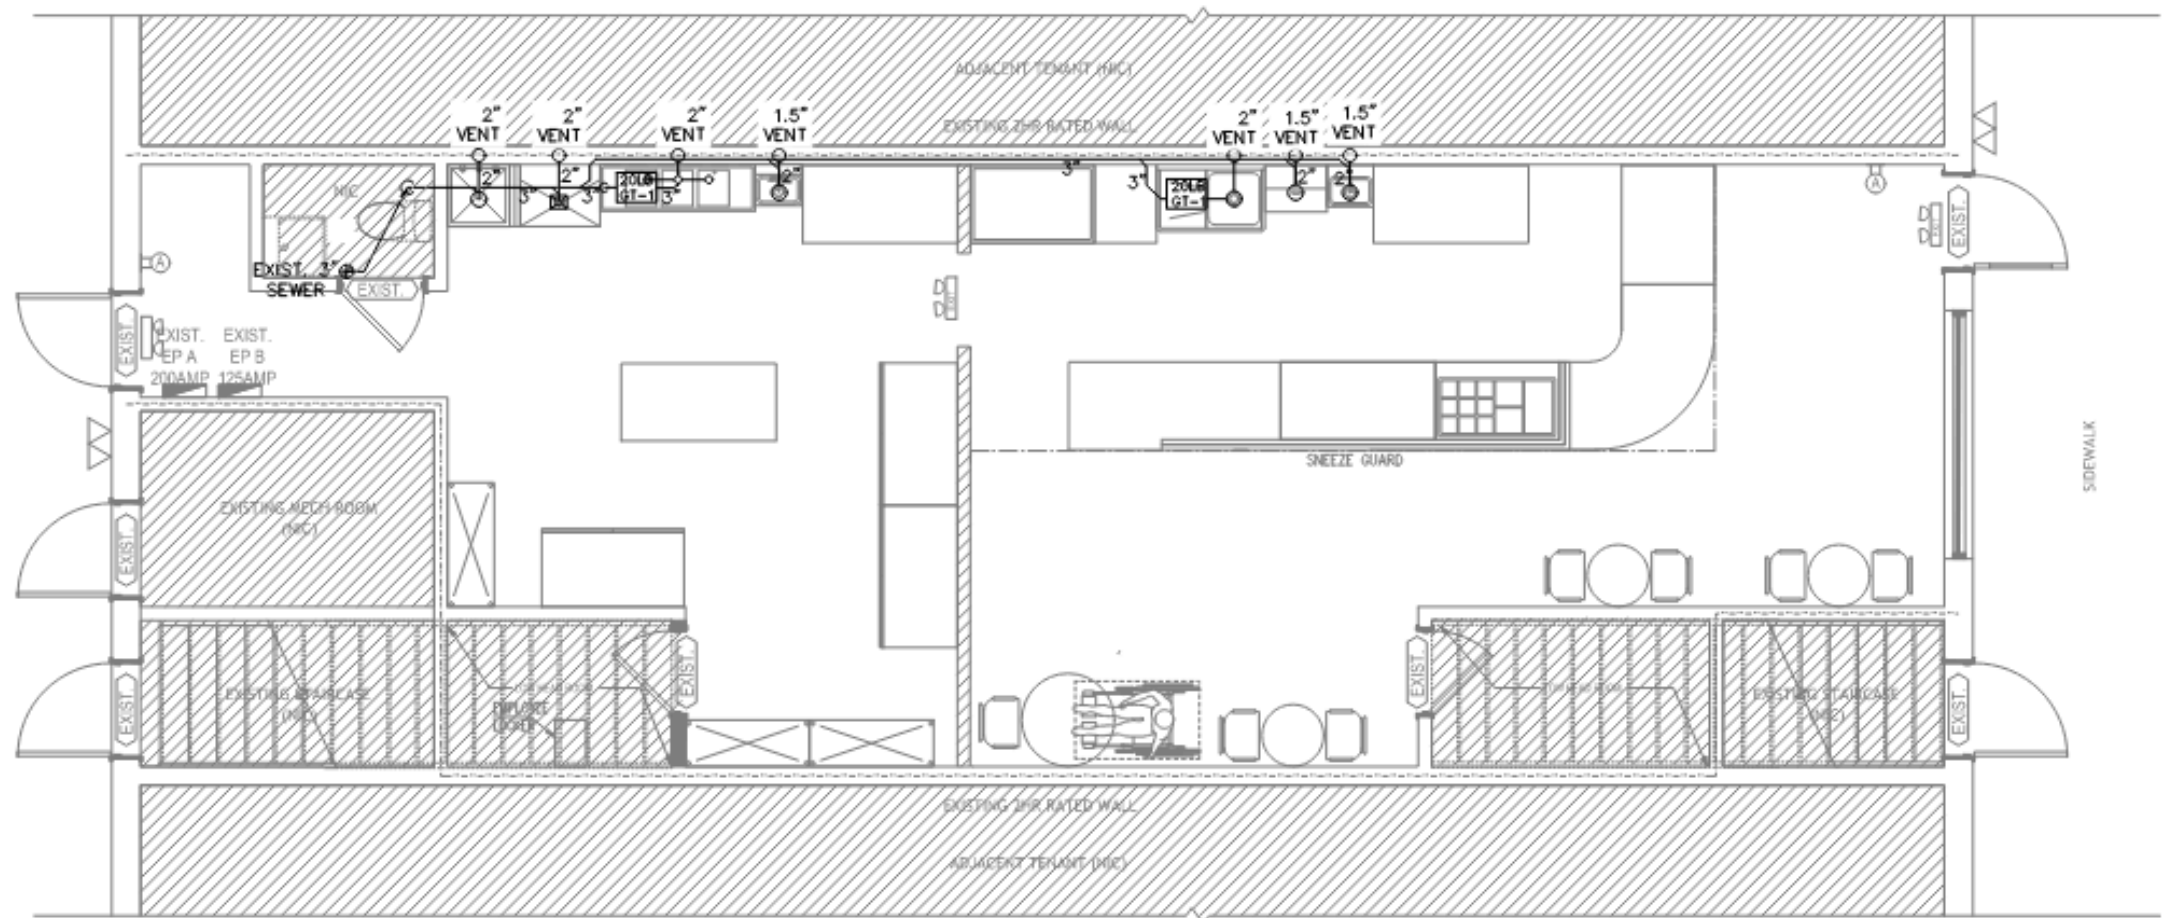 ADJACENT TENANT (NIC)
2" VENT
2" VENT
2" VENT
1.5" VENT
EXISTING 2HR RATED WALL
2" VENT
1.5" VENT
1.5" VENT
NIC
2"
3"
2"
3"
20LB
GT-1
3"
2"
3"
3"
20LB
GT-1
2"
2"
A
A
EXIST.
EXIST. 3"
SEWER
EXIST.
EXIST.
EXIST.
EP A
200AMP
EXIST.
EP B
125AMP
SNEEZE GUARD
SIDEWALK
EXISTING MECH ROOM
(NIC)
EXIST.
EXISTING STAIRCASE
(NIC)
EXIST.
EMPLOYEE
LOCKER
EXIST.
EXIST.
EXISTING STAIRCASE
(NIC)
EXIST.
EXISTING 2HR RATED WALL
ADJACENT TENANT (NIC)